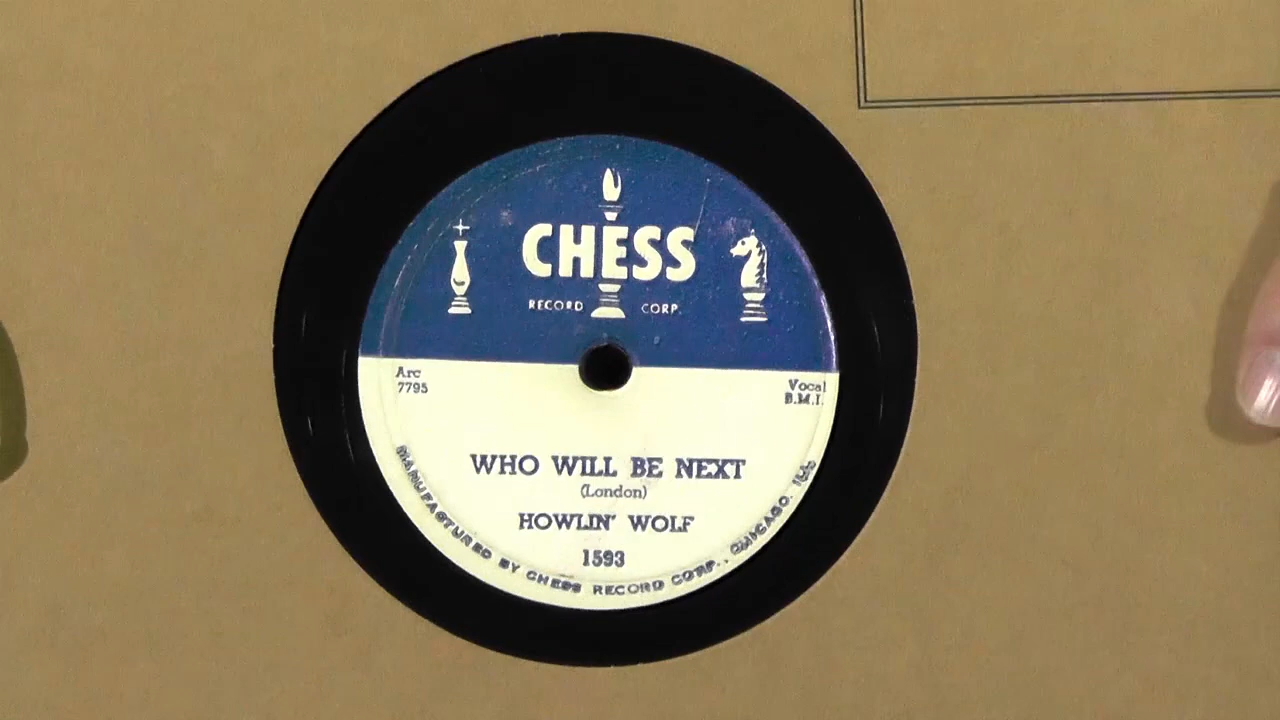 CHESS
RECORD CORP.
Arc
7795
Vocal
B.M.I.
WHO WILL BE NEXT
(London)
HOWLIN' WOLF
1593
MANUFACTURED BY CHESS RECORD CORP., CHICAGO, ILL.